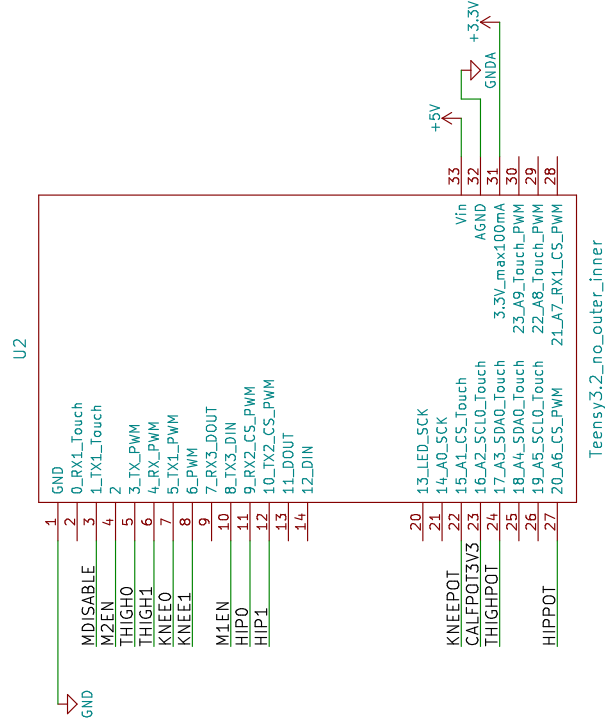 U2
Teensy3.2_no_outer_inner
GND
MDISABLE
M2EN
THIGH0
THIGH1
KNEE0
KNEE1
M1EN
HIP0
HIP1
KNEEPOT
CALFPOT3V3
THIGHPOT
HIPPOT
1 GND
2 0_RX1_Touch
3 1_TX1_Touch
4 2
5 3_TX_PWM
6 4_RX_PWM
7 5_TX1_PWM
8 6_PWM
9 7_RX3_DOUT
10 8_TX3_DIN
11 9_RX2_CS_PWM
12 10_TX2_CS_PWM
13 11_DOUT
14 12_DIN
20 13_LED_SCK
21 14_A0_SCK
22 15_A1_CS_Touch
23 16_A2_SCL0_Touch
24 17_A3_SDA0_Touch
25 18_A4_SDA0_Touch
26 19_A5_SCL0_Touch
27 20_A6_CS_PWM
Vin 33
AGND 32
3.3V_max100mA 31
23_A9_Touch_PWM 30
22_A8_Touch_PWM 29
21_A7_RX1_CS_PWM 28
+5V
GNDA
+3.3V